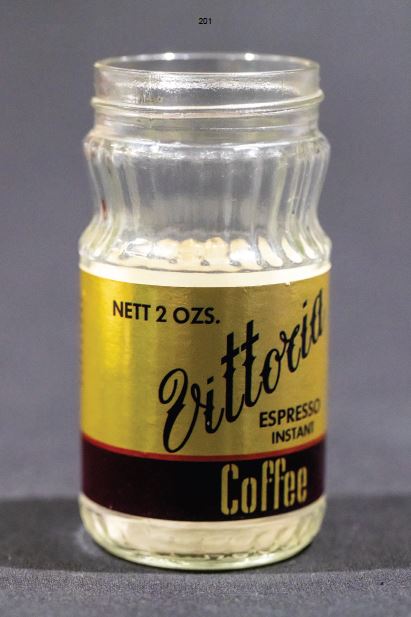 201
NETT 2 OZS.
Vittoria
ESPRESSO
INSTANT
Coffee